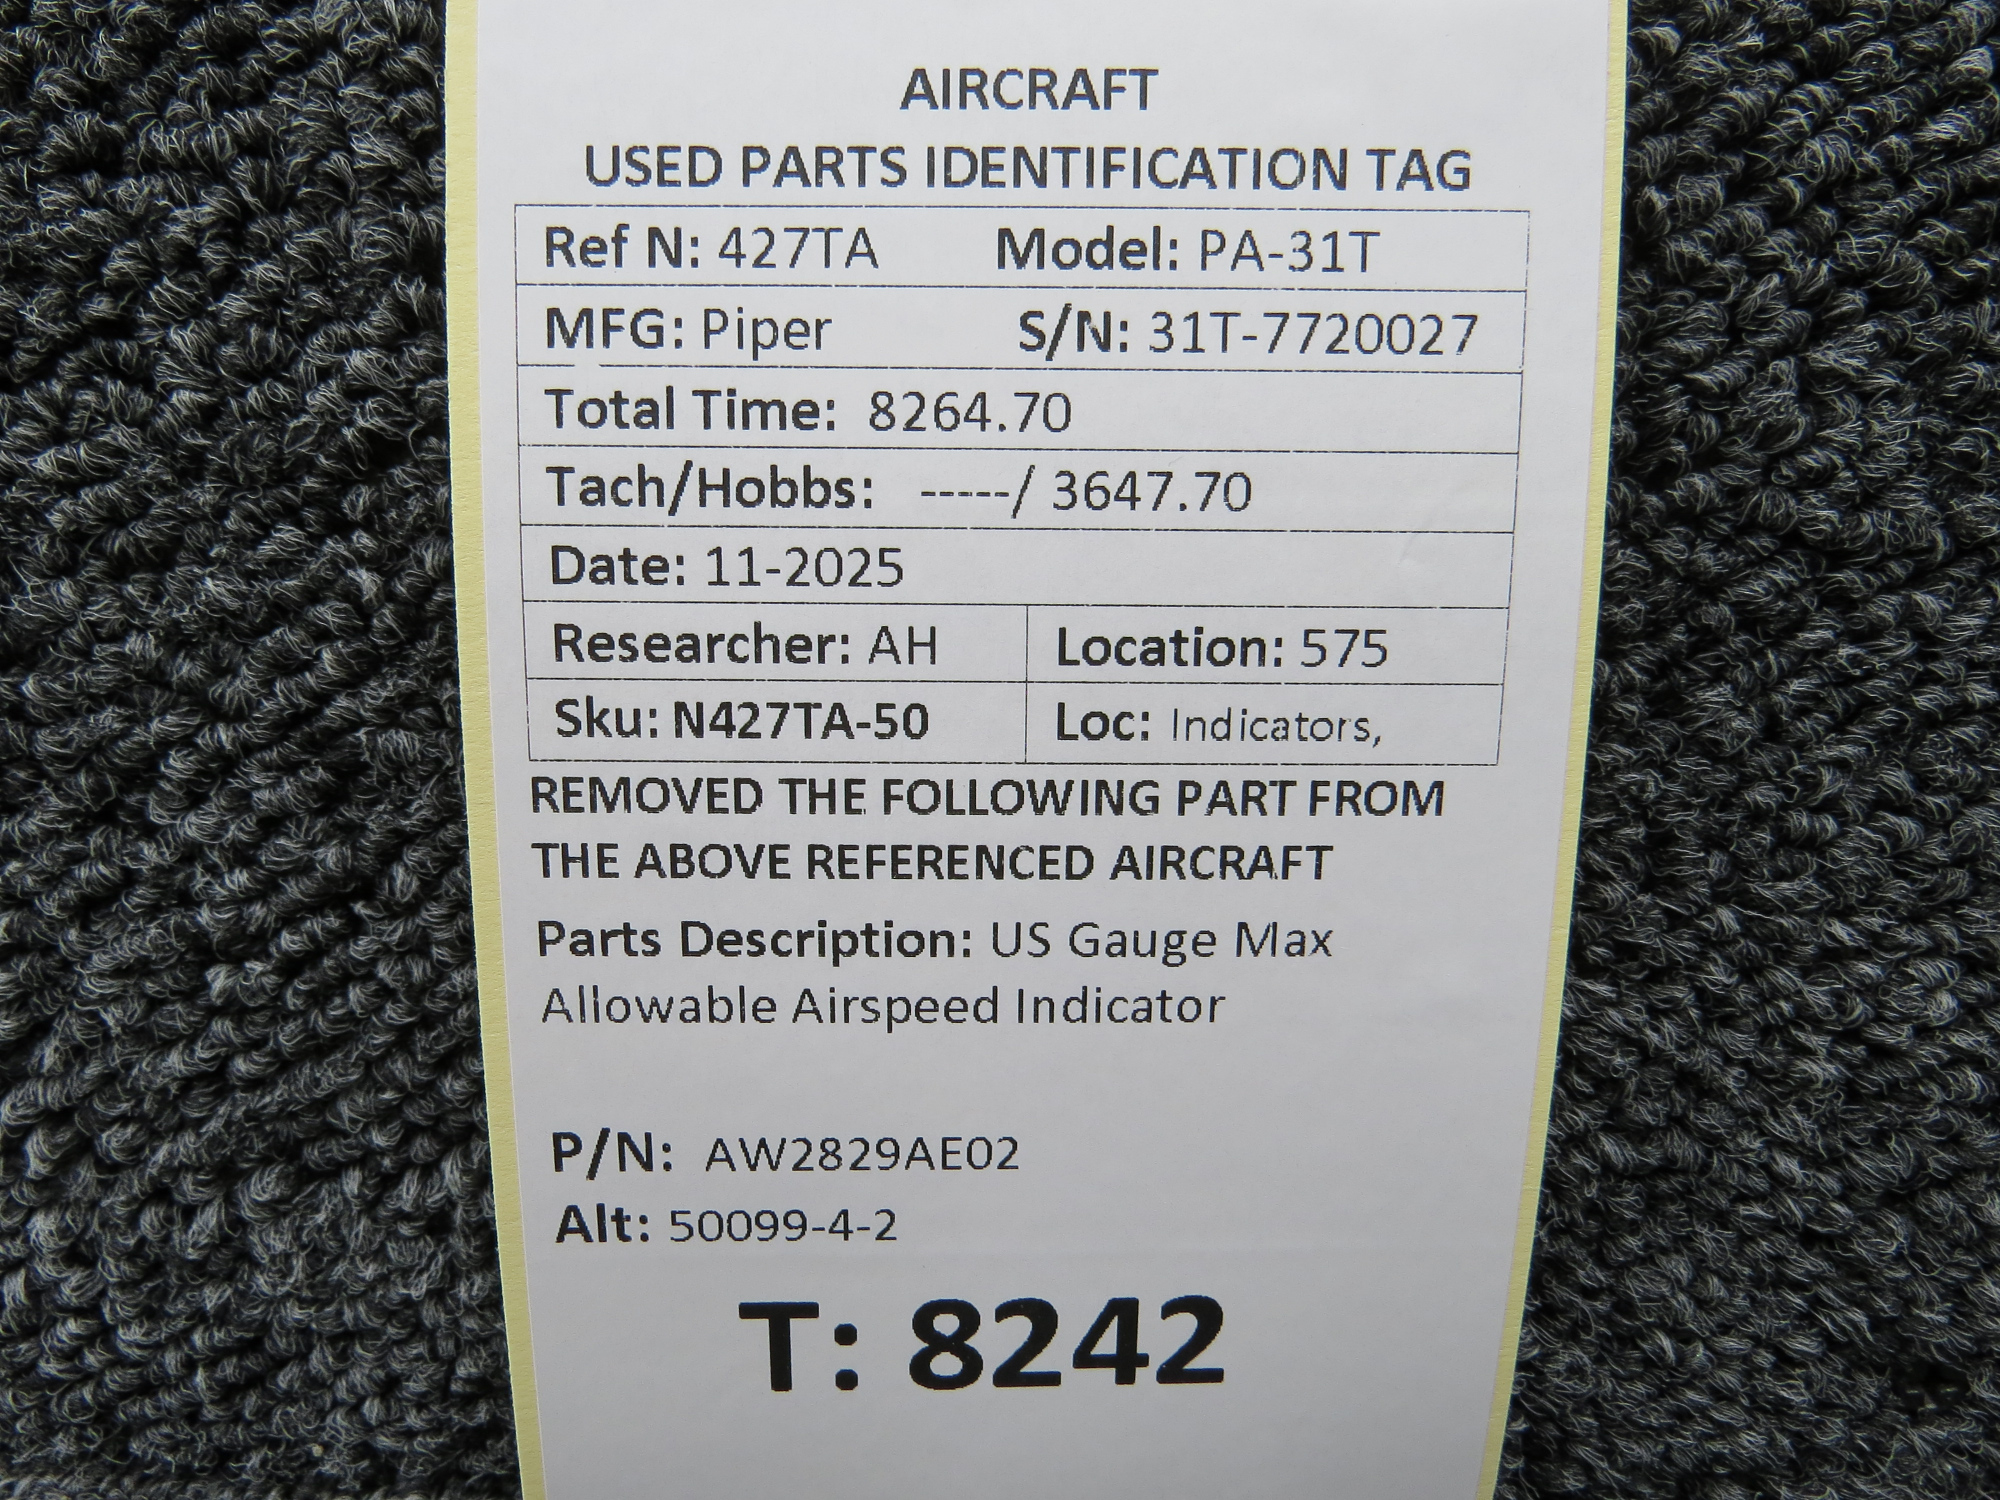 AIRCRAFT
USED PARTS IDENTIFICATION TAG
Ref N: 427TA Model: PA-31T
MFG: Piper S/N: 31T-7720027
Total Time: 8264.70
Tach/Hobbs: -----/ 3647.70
Date: 11-2025
Researcher: AH Location: 575
Sku: N427TA-50 Loc: Indicators,
REMOVED THE FOLLOWING PART FROM
THE ABOVE REFERENCED AIRCRAFT
Parts Description: US Gauge Max
Allowable Airspeed Indicator
P/N: AW2829AE02
Alt: 50099-4-2
T: 8242